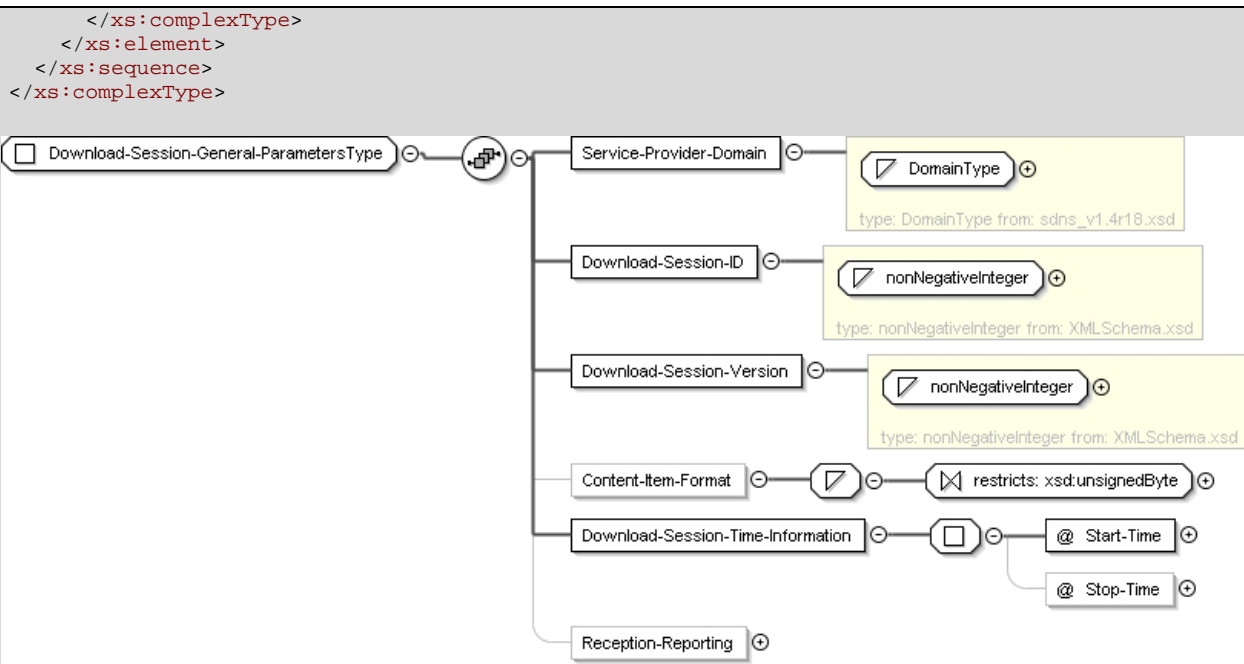 </xs:complexType>
    </xs:element>
  </xs:sequence>
</xs:complexType>
Download-Session-General-ParametersType
Service-Provider-Domain
DomainType
type: DomainType from: sdns_v1.4r18.xsd
Download-Session-ID
nonNegativeInteger
type: nonNegativeInteger from: XMLSchema.xsd
Download-Session-Version
nonNegativeInteger
type: nonNegativeInteger from: XMLSchema.xsd
Content-Item-Format
restricts: xsd:unsignedByte
Download-Session-Time-Information
@ Start-Time
@ Stop-Time
Reception-Reporting